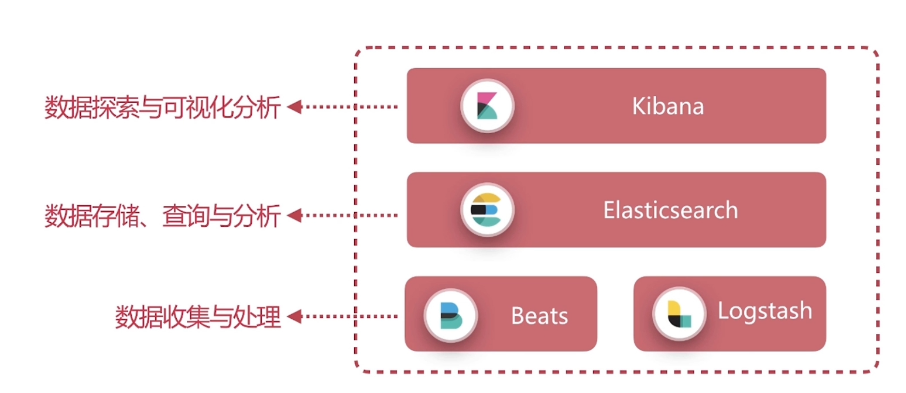 数据探索与可视化分析
Kibana
数据存储、查询与分析
Elasticsearch
数据收集与处理
Beats
Logstash